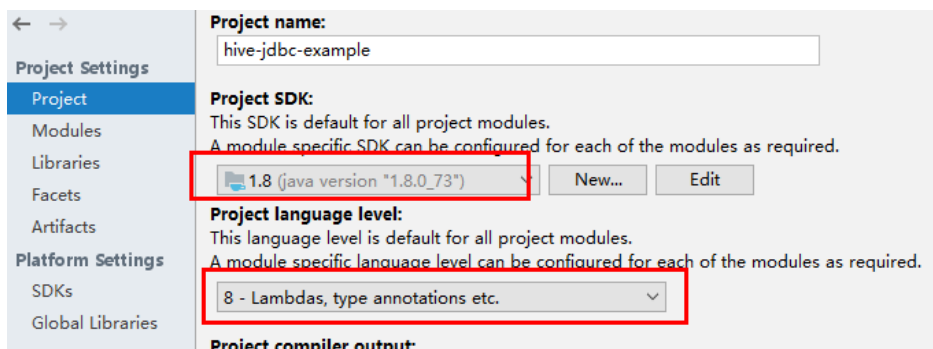 Project name:
hive-jdbc-example
Project Settings
Project
Modules
Libraries
Facets
Artifacts
Platform Settings
SDKs
Global Libraries
Project SDK:
This SDK is default for all project modules.
A module specific SDK can be configured for each of the modules as required.
1.8 (java version "1.8.0_73")
New...
Edit
Project language level:
This language level is default for all project modules.
A module specific language level can be configured for each of the modules as required.
8 - Lambdas, type annotations etc.
Project compiler output: